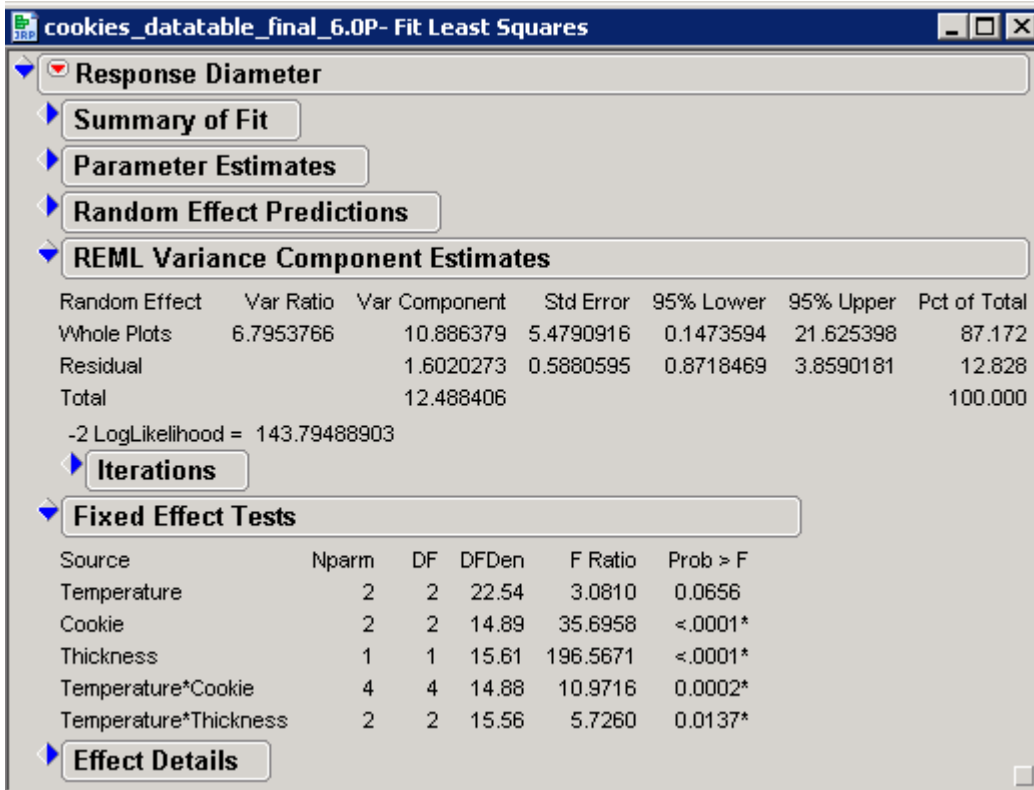 JRP cookies_datatable_final_6.0P- Fit Least Squares
Response Diameter
Summary of Fit
Parameter Estimates
Random Effect Predictions
REML Variance Component Estimates
Random Effect Var Ratio Var Component Std Error 95% Lower 95% Upper Pct of Total
Whole Plots 6.7953766 10.886379 5.4790916 0.1473594 21.625398 87.172
Residual 1.6020273 0.5880595 0.8718469 3.8590181 12.828
Total 12.488406 100.000
-2 LogLikelihood = 143.79488903
Iterations
Fixed Effect Tests
Source Nparm DF DFDen F Ratio Prob > F
Temperature 2 2 22.54 3.0810 0.0656
Cookie 2 2 14.89 35.6958 <.0001*
Thickness 1 1 15.61 196.5671 <.0001*
Temperature*Cookie 4 4 14.88 10.9716 0.0002*
Temperature*Thickness 2 2 15.56 5.7260 0.0137*
Effect Details